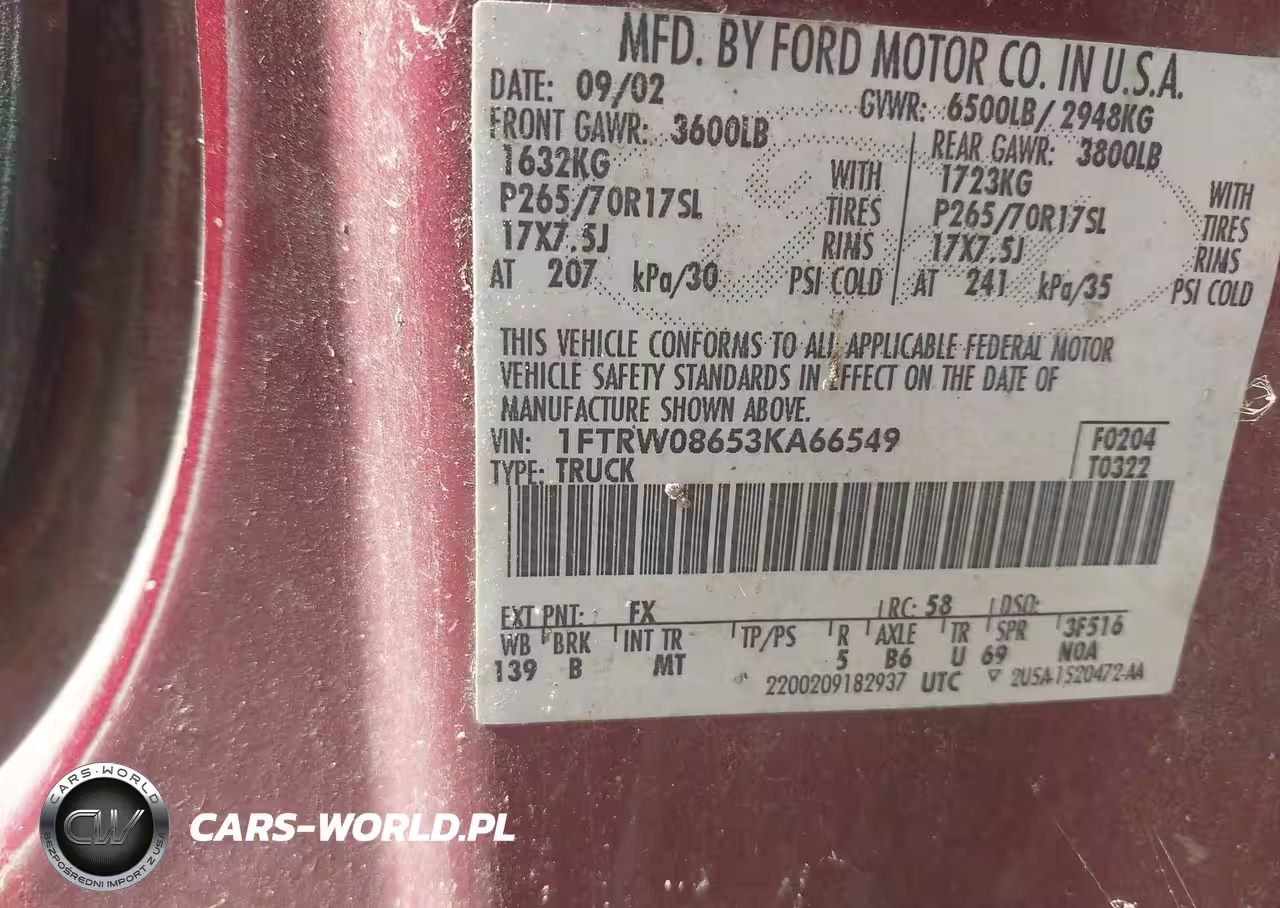 MFD. BY FORD MOTOR CO. IN U.S.A.
DATE: 09/02
GVWR: 6500LB/ 2948KG
FRONT GAWR: 3600LB
REAR GAWR: 3800LB
1632KG WITH
1723KG WITH
P265/70R17SL TIRES
P265/70R17SL TIRES
17X7.5J RIMS
17X7.5J RIMS
AT 207 kPa/30 PSI COLD
AT 241 kPa/35 PSI COLD
THIS VEHICLE CONFORMS TO ALL APPLICABLE FEDERAL MOTOR
VEHICLE SAFETY STANDARDS IN EFFECT ON THE DATE OF
MANUFACTURE SHOWN ABOVE.
VIN: 1FTRW08653KA66549
F0204
TYPE: TRUCK
T0322
EXT PNT: FX RC: 58 DSO:
WB BRK INT TR TP/PS R AXLE TR SPR 3F516
139 B MT 5 B6 U 69 NOA
2200209182937 UTC ▽ 2U5A-1520472-AA
CARS-WORLD
CW
BEZPOŚREDNI IMPORT Z USA
CARS-WORLD.PL